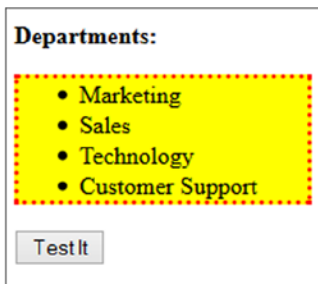 Departments:
Marketing
Sales
Technology
Customer Support
Test It